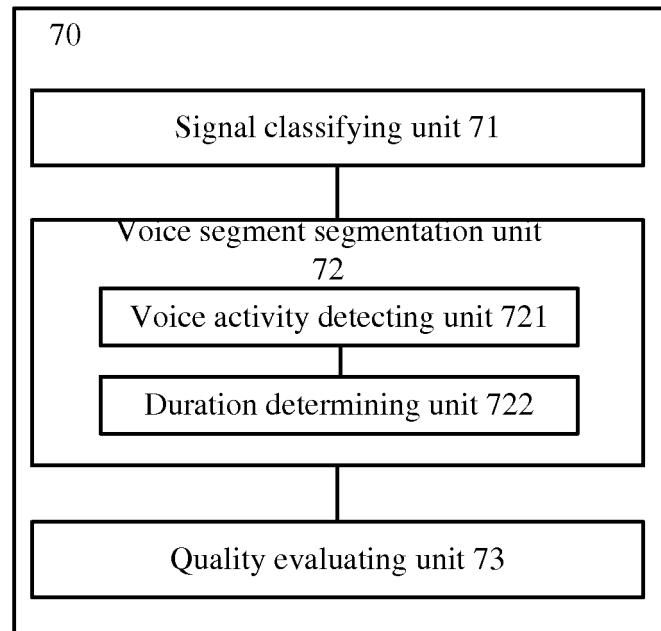 70
Signal classifying unit 71
Voice segment segmentation unit
72
Voice activity detecting unit 721
Duration determining unit 722
Quality evaluating unit 73